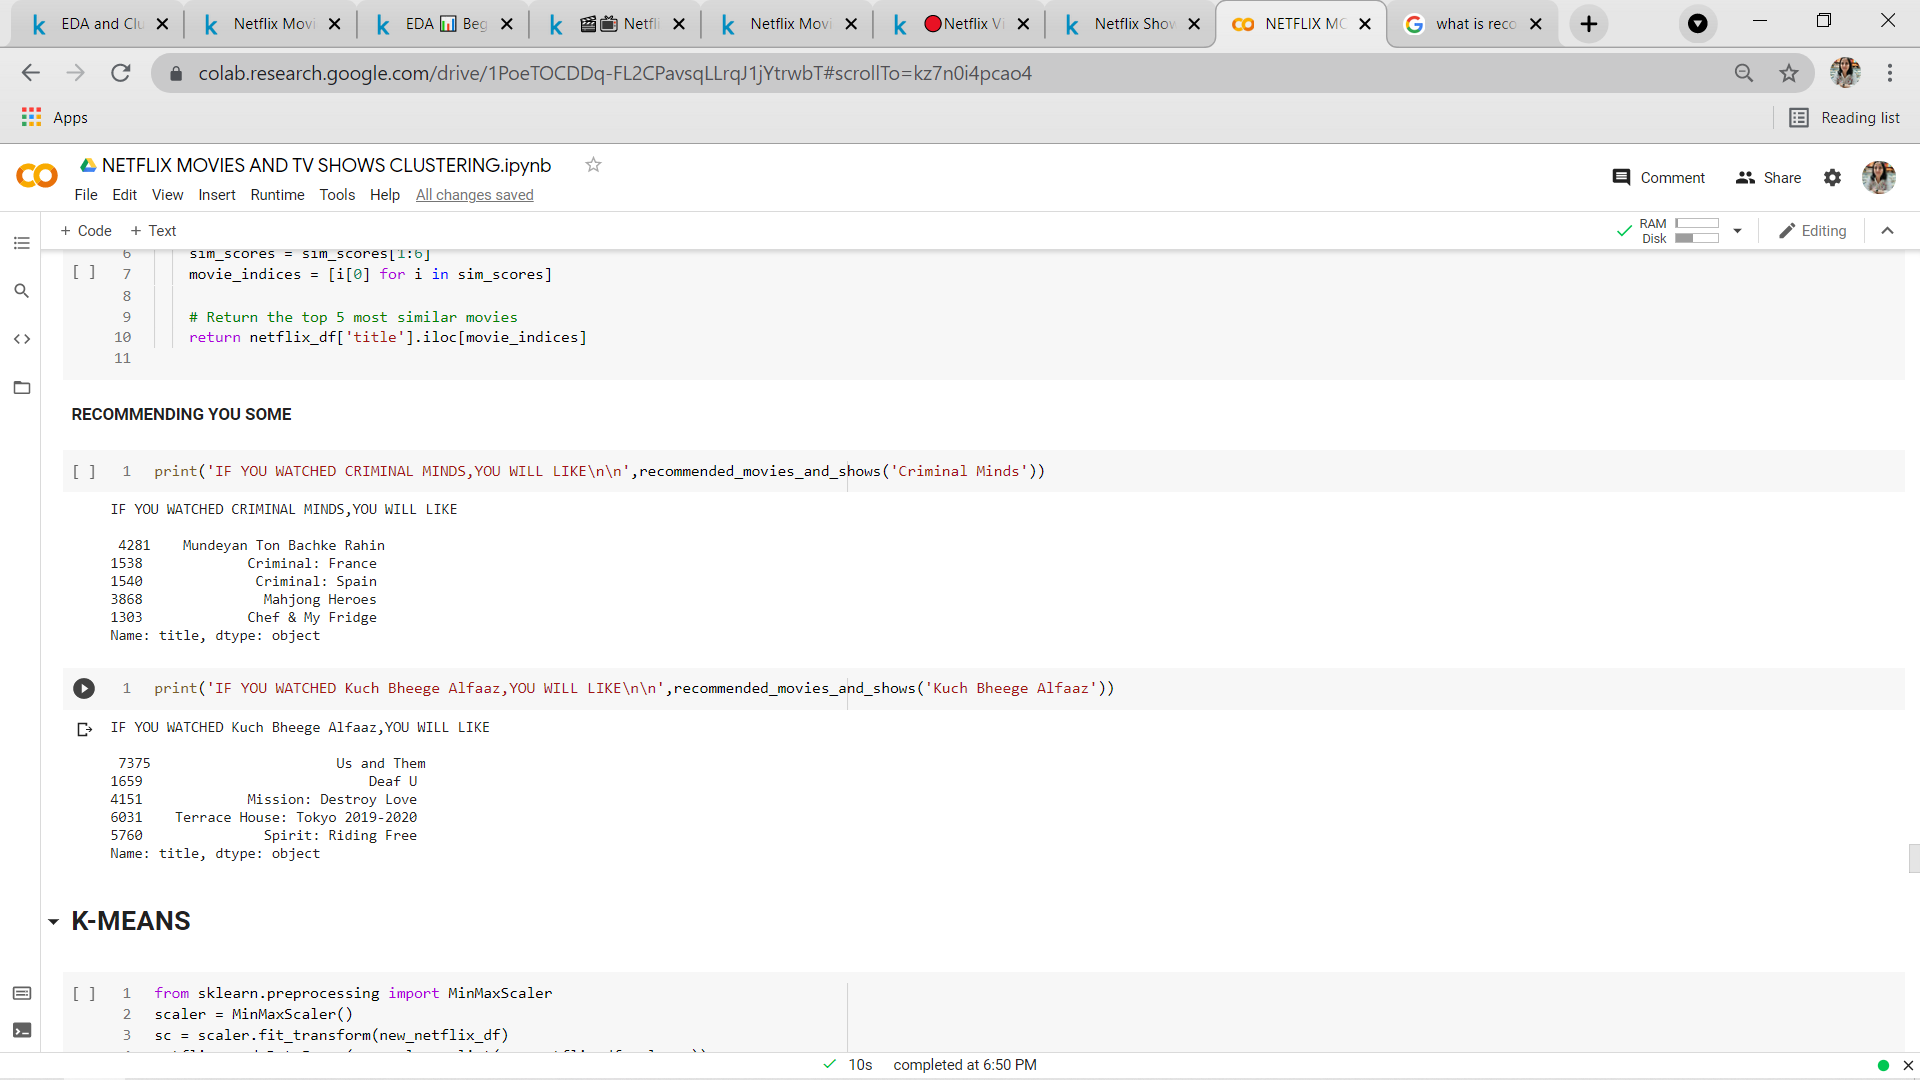 EDA and Clu
Netflix Movi
EDA 📊 Beg
🎬📺 Netfli
Netflix Movi
🔴Netflix Vi
Netflix Show
NETFLIX MO
what is reco
colab.research.google.com/drive/1PoeTOCDDq-FL2CPavsqLLrqJ1jYtrwbT#scrollTo=kz7n0i4pcao4
Apps
Reading list
NETFLIX MOVIES AND TV SHOWS CLUSTERING.ipynb
File Edit View Insert Runtime Tools Help All changes saved
Comment Share
+ Code + Text
RAM
Disk
Editing
6 sim_scores = sim_scores[1:6]
[ ] 7 movie_indices = [i[0] for i in sim_scores]
8
9 # Return the top 5 most similar movies
10 return netflix_df['title'].iloc[movie_indices]
11
RECOMMENDING YOU SOME
[ ] 1 print('IF YOU WATCHED CRIMINAL MINDS,YOU WILL LIKE\n\n',recommended_movies_and_shows('Criminal Minds'))
IF YOU WATCHED CRIMINAL MINDS,YOU WILL LIKE
4281 Mundeyan Ton Bachke Rahin
1538 Criminal: France
1540 Criminal: Spain
3868 Mahjong Heroes
1303 Chef & My Fridge
Name: title, dtype: object
1 print('IF YOU WATCHED Kuch Bheege Alfaaz,YOU WILL LIKE\n\n',recommended_movies_and_shows('Kuch Bheege Alfaaz'))
IF YOU WATCHED Kuch Bheege Alfaaz,YOU WILL LIKE
7375 Us and Them
1659 Deaf U
4151 Mission: Destroy Love
6031 Terrace House: Tokyo 2019-2020
5760 Spirit: Riding Free
Name: title, dtype: object
K-MEANS
[ ] 1 from sklearn.preprocessing import MinMaxScaler
2 scaler = MinMaxScaler()
3 sc = scaler.fit_transform(new_netflix_df)
10s completed at 6:50 PM